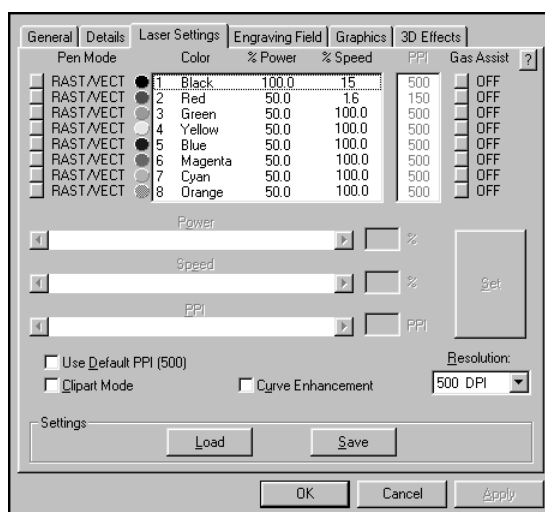 General Details Laser Settings Engraving Field Graphics 3D Effects
Pen Mode Color % Power % Speed PPI Gas Assist ?
RAST/VECT 1 Black 100.0 15 500 OFF
RAST/VECT 2 Red 50.0 1.6 150 OFF
RAST/VECT 3 Green 50.0 100.0 500 OFF
RAST/VECT 4 Yellow 50.0 100.0 500 OFF
RAST/VECT 5 Blue 50.0 100.0 500 OFF
RAST/VECT 6 Magenta 50.0 100.0 500 OFF
RAST/VECT 7 Cyan 50.0 100.0 500 OFF
RAST/VECT 8 Orange 50.0 100.0 500 OFF
Power
%
Speed
% Set
PPI
PPI
Use Default PPI (500) Resolution:
Clipart Mode Curve Enhancement 500 DPI
Settings
Load Save
OK Cancel Apply